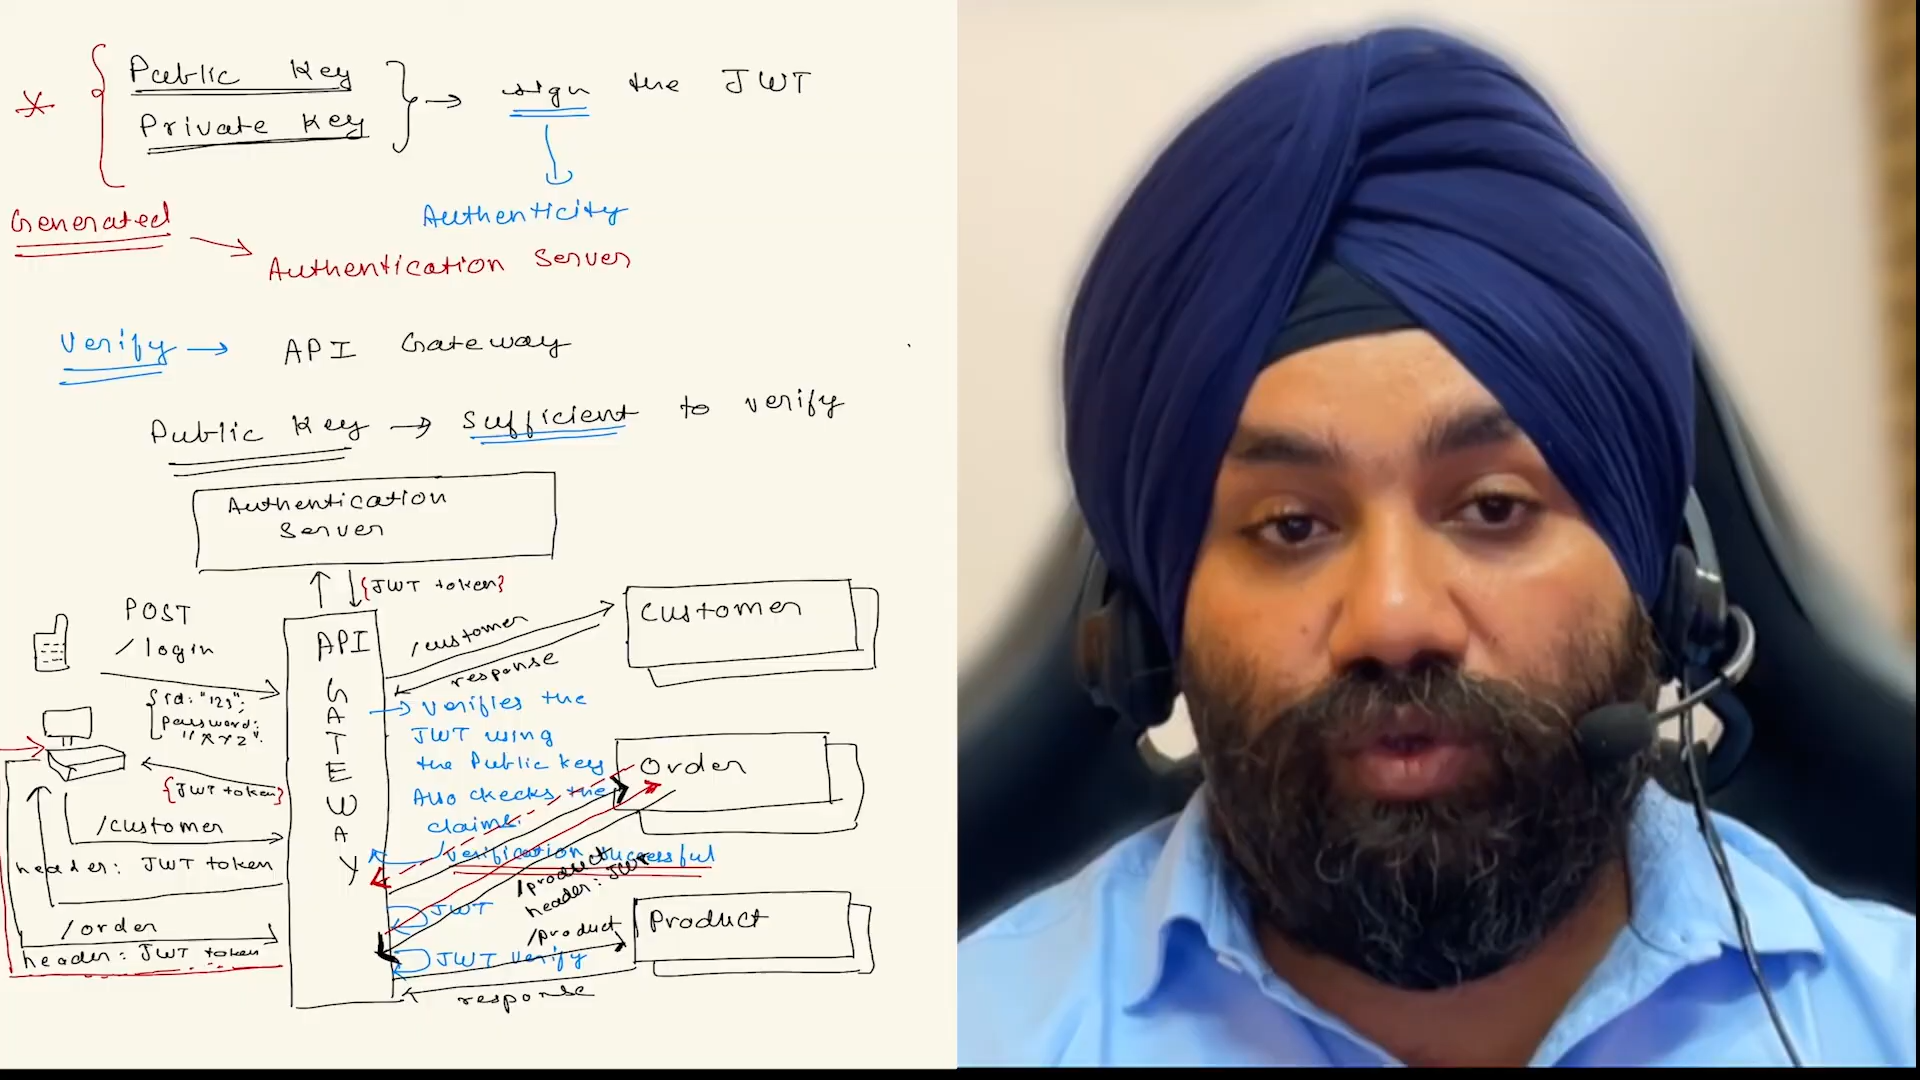 Public Key
Private Key
sign the JWT
Authenticity
Generated
Authentication Server
Verify
API Gateway
Public Key
sufficient to verify
Authentication
Server
{JWT token}
POST
/login
{id: "123";
password:
API
GATEWAY
/customer
response
Customer
verifies the
JWT using
the Public key
Also checks the
claims.
Order
{JWT token}
/customer
header: JWT token
verification successful
/product
header: JWT
/order
header: JWT token
JWT
/product
Product
JWT verify
response